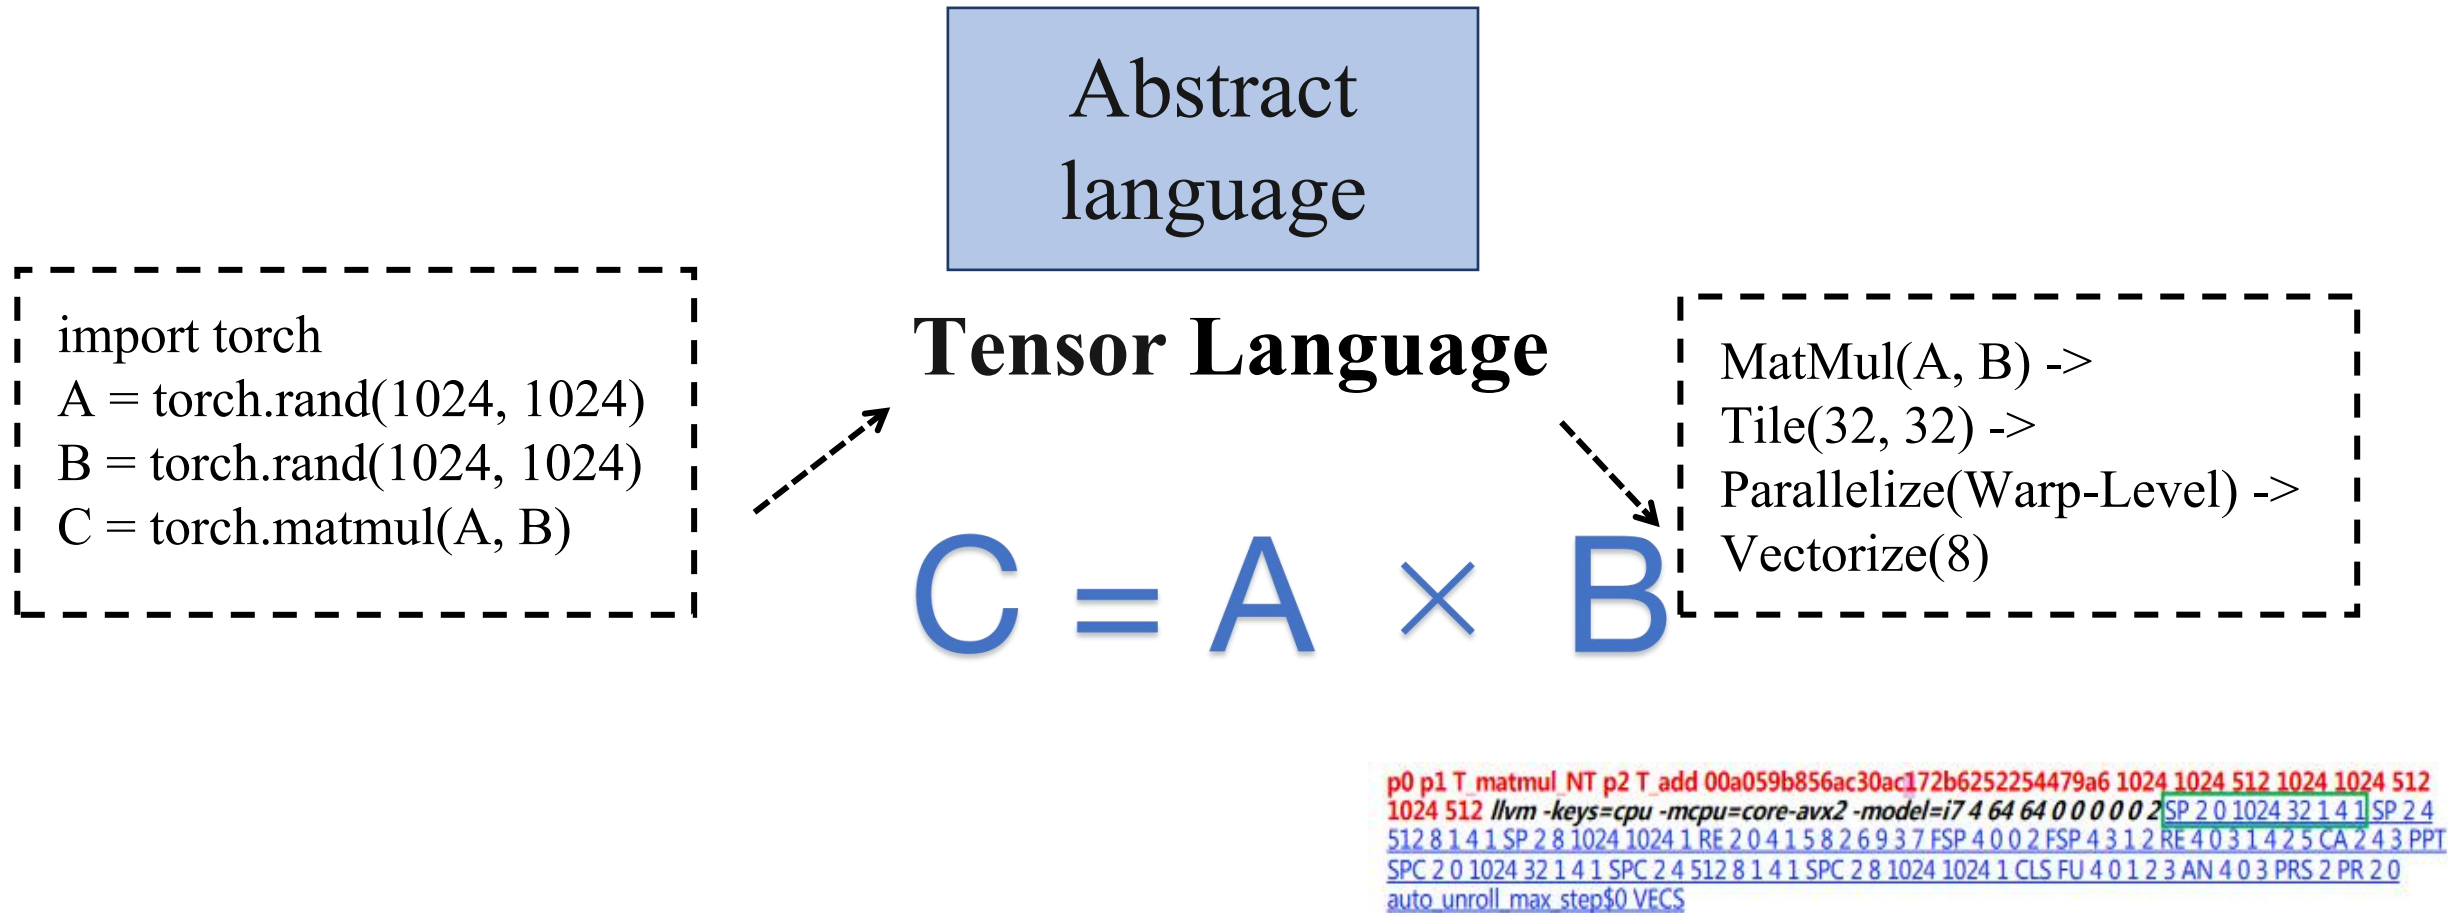 Abstract
language
import torch
A = torch.rand(1024, 1024)
B = torch.rand(1024, 1024)
C = torch.matmul(A, B)
Tensor Language
C = A × B
MatMul(A, B) ->
Tile(32, 32) ->
Parallelize(Warp-Level) ->
Vectorize(8)
p0 p1 T_matmul_NT p2 T_add 00a059b856ac30ac172b6252254479a6 1024 1024 512 1024 1024 512
1024 512 llvm -keys=cpu -mcpu=core-avx2 -model=i7 4 64 64 0 0 0 0 0 2 SP 2 0 1024 32 1 4 1 SP 2 4
512 8 1 4 1 SP 2 8 1024 1024 1 RE 2 0 4 1 5 8 2 6 9 3 7 FSP 4 0 0 2 FSP 4 3 1 2 RE 4 0 3 1 4 2 5 CA 2 4 3 PPT
SPC 2 0 1024 32 1 4 1 SPC 2 4 512 8 1 4 1 SPC 2 8 1024 1024 1 CLS FU 4 0 1 2 3 AN 4 0 3 PRS 2 PR 2 0
auto_unroll_max_step$0 VECS